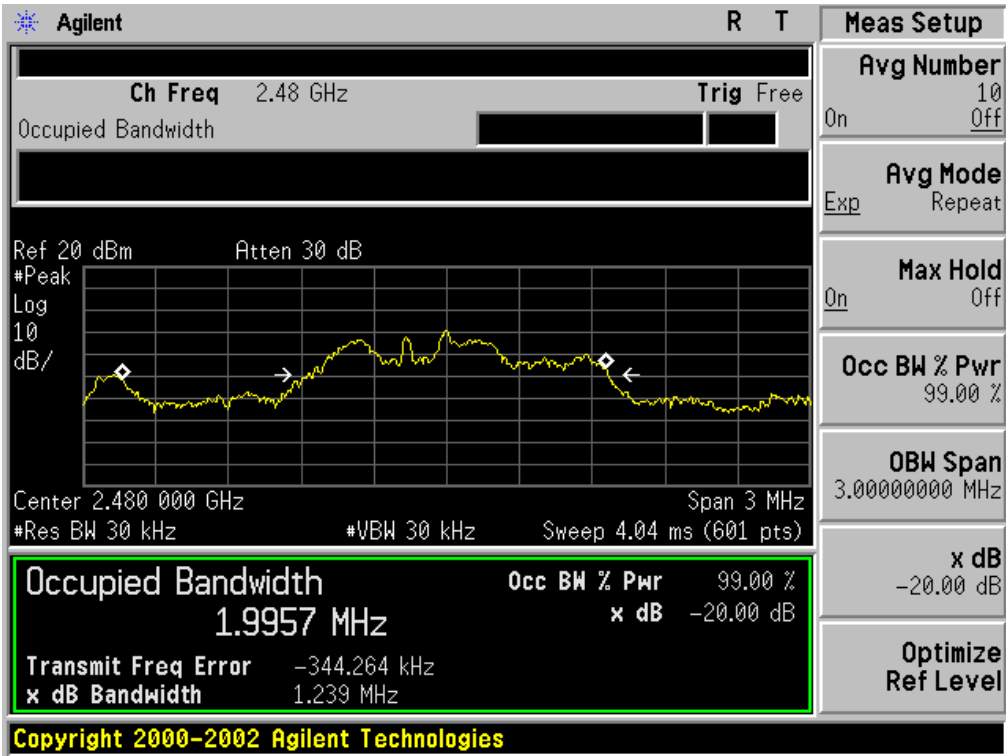 Agilent R T
Ch Freq 2.48 GHz Trig Free
Occupied Bandwidth
Ref 20 dBm Atten 30 dB
#Peak
Log
10
dB/
Center 2.480 000 GHz Span 3 MHz
#Res BW 30 kHz #VBW 30 kHz Sweep 4.04 ms (601 pts)
Occupied Bandwidth Occ BW % Pwr 99.00 %
1.9957 MHz x dB -20.00 dB
Transmit Freq Error -344.264 kHz
x dB Bandwidth 1.239 MHz
Copyright 2000-2002 Agilent Technologies
Meas Setup
Avg Number
10
On Off
Avg Mode
Exp Repeat
Max Hold
On Off
Occ BW % Pwr
99.00 %
OBW Span
3.00000000 MHz
x dB
-20.00 dB
Optimize
Ref Level